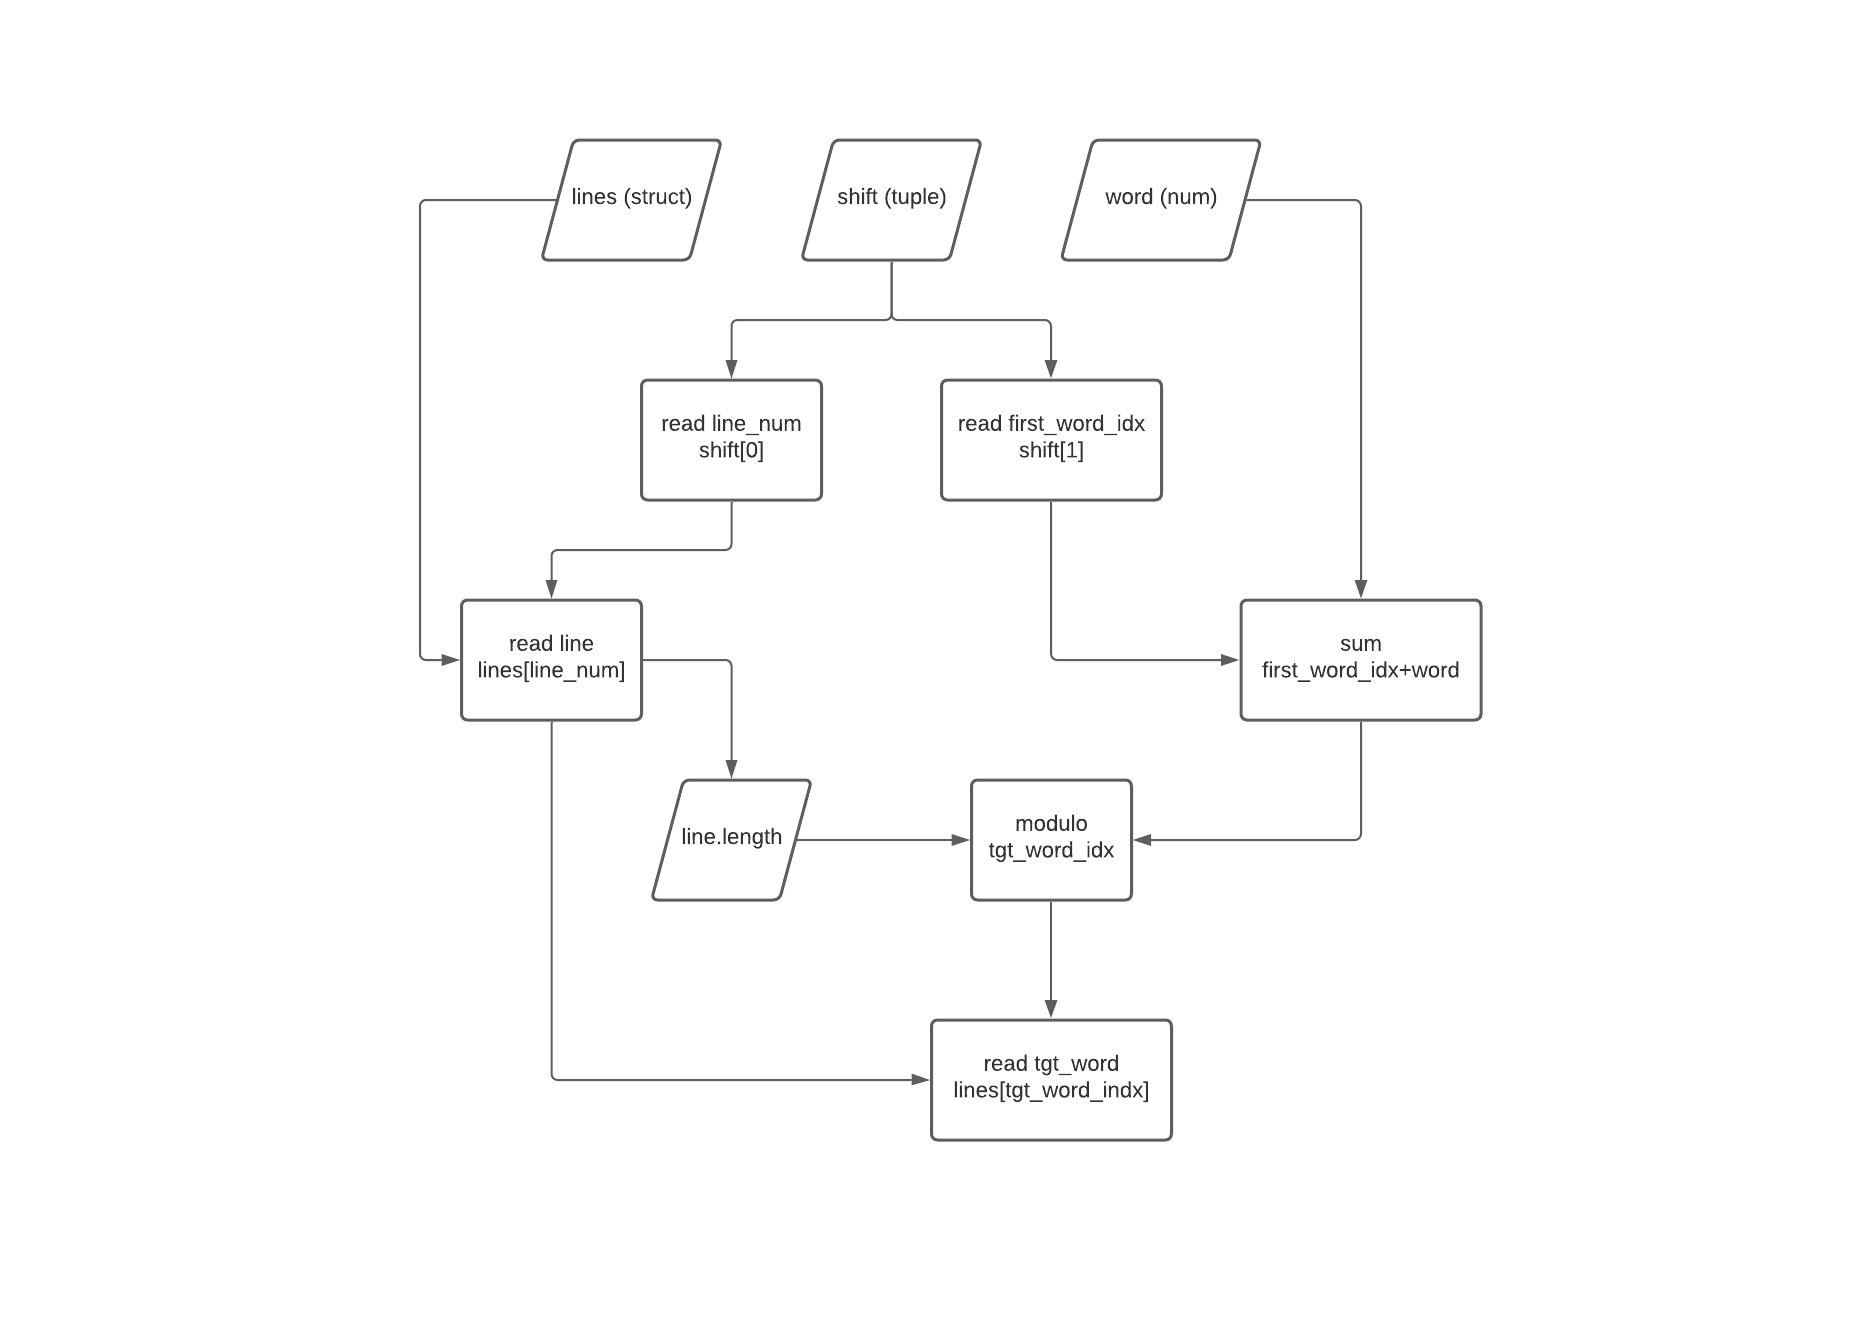 lines (struct)
shift (tuple)
word (num)
read line_num
shift[0]
read first_word_idx
shift[1]
read line
lines[line_num]
sum
first_word_idx+word
line.length
modulo
tgt_word_idx
read tgt_word
lines[tgt_word_indx]